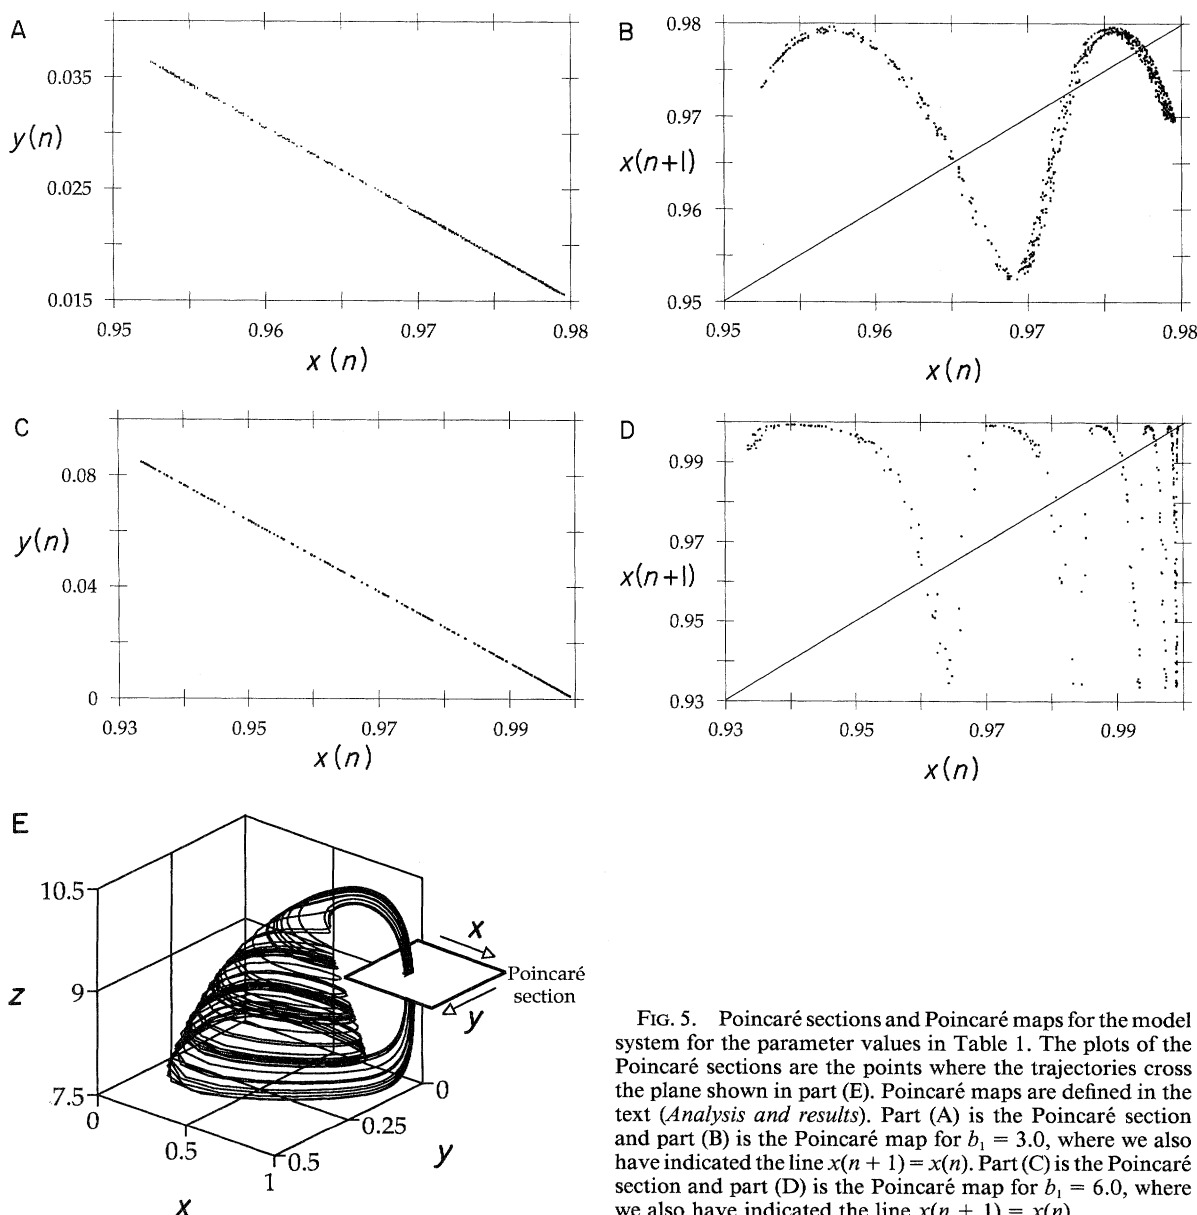 A
0.035
y(n)
0.025
0.015
0.95 0.96 0.97 0.98
x (n)
B
0.98
0.97
x(n+1)
0.96
0.95
0.95 0.96 0.97 0.98
x (n)
C
0.08
y(n)
0.04
0
0.93 0.95 0.97 0.99
x (n)
D
0.99
0.97
x(n+1)
0.95
0.93
0.93 0.95 0.97 0.99
x (n)
E
10.5
9
z
7.5
0
0.5
1
x
0
0.25
0.5
y
x
Poincaré
section
y
FIG. 5. Poincaré sections and Poincaré maps for the model
system for the parameter values in Table 1. The plots of the
Poincaré sections are the points where the trajectories cross
the plane shown in part (E). Poincaré maps are defined in the
text (Analysis and results). Part (A) is the Poincaré section
and part (B) is the Poincaré map for b₁ = 3.0, where we also
have indicated the line x(n + 1) = x(n). Part (C) is the Poincaré
section and part (D) is the Poincaré map for b₁ = 6.0, where
we also have indicated the line x(n + 1) = x(n)